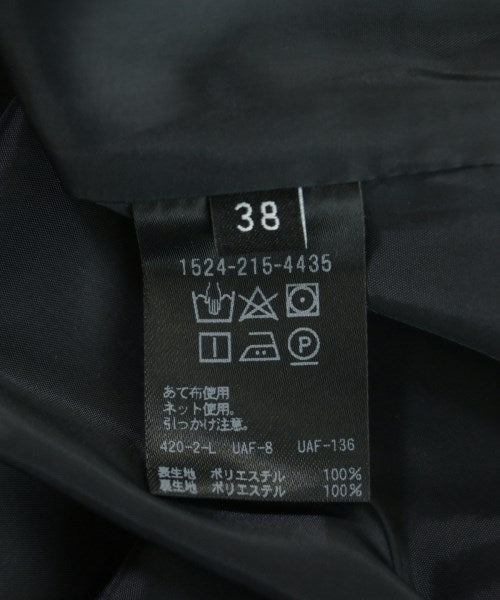 38
1524-215-4435
P
あて布使用
ネット使用。
引っかけ注意。
420-2-L UAF-8 UAF-136
表生地 ポリエステル 100%
裏生地 ポリエステル 100%